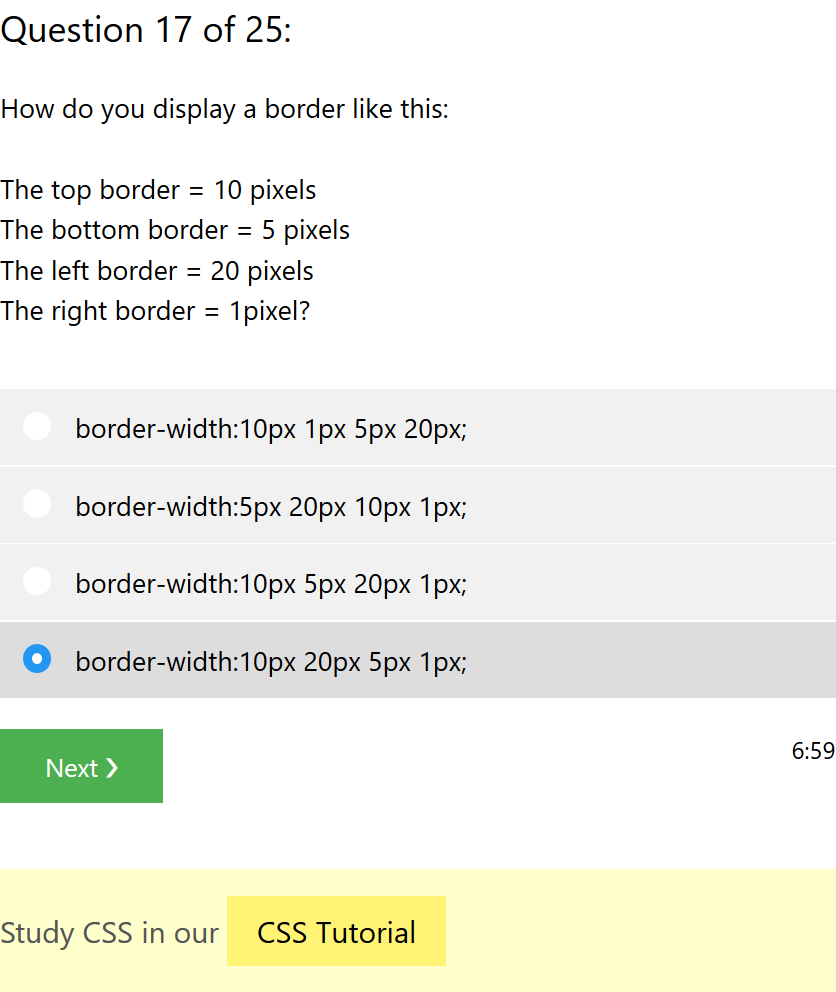 Question 17 of 25:
How do you display a border like this:
The top border = 10 pixels
The bottom border = 5 pixels
The left border = 20 pixels
The right border = 1pixel?
border-width:10px 1px 5px 20px;
border-width:5px 20px 10px 1px;
border-width:10px 5px 20px 1px;
border-width:10px 20px 5px 1px;
Next ❯
6:59
Study CSS in our CSS Tutorial